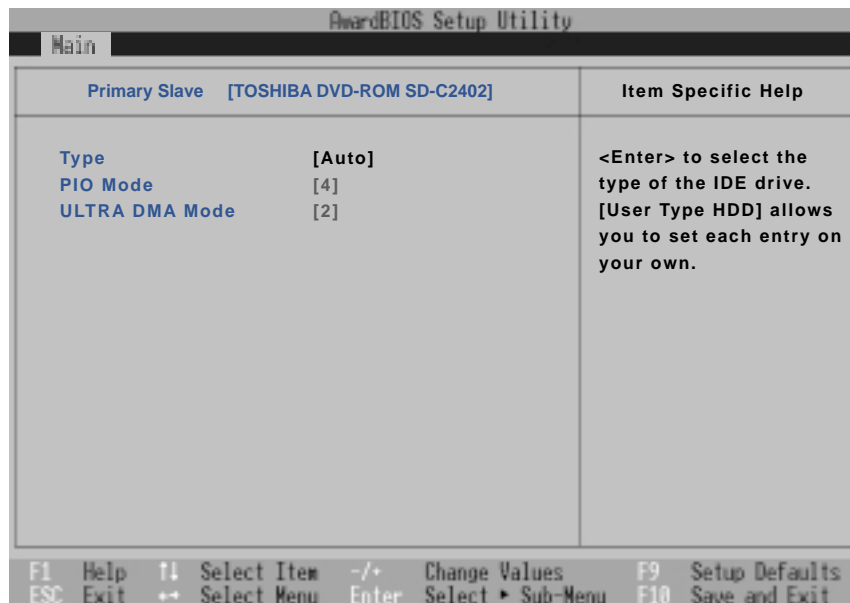 AwardBIOS Setup Utility
Main
Primary Slave [TOSHIBA DVD-ROM SD-C2402]
Item Specific Help
Type [Auto]
PIO Mode [4]
ULTRA DMA Mode [2]
<Enter> to select the
type of the IDE drive.
[User Type HDD] allows
you to set each entry on
your own.
F1 Help ↑↓ Select Item -/+ Change Values F9 Setup Defaults
ESC Exit ←→ Select Menu Enter Select ▸ Sub-Menu F10 Save and Exit